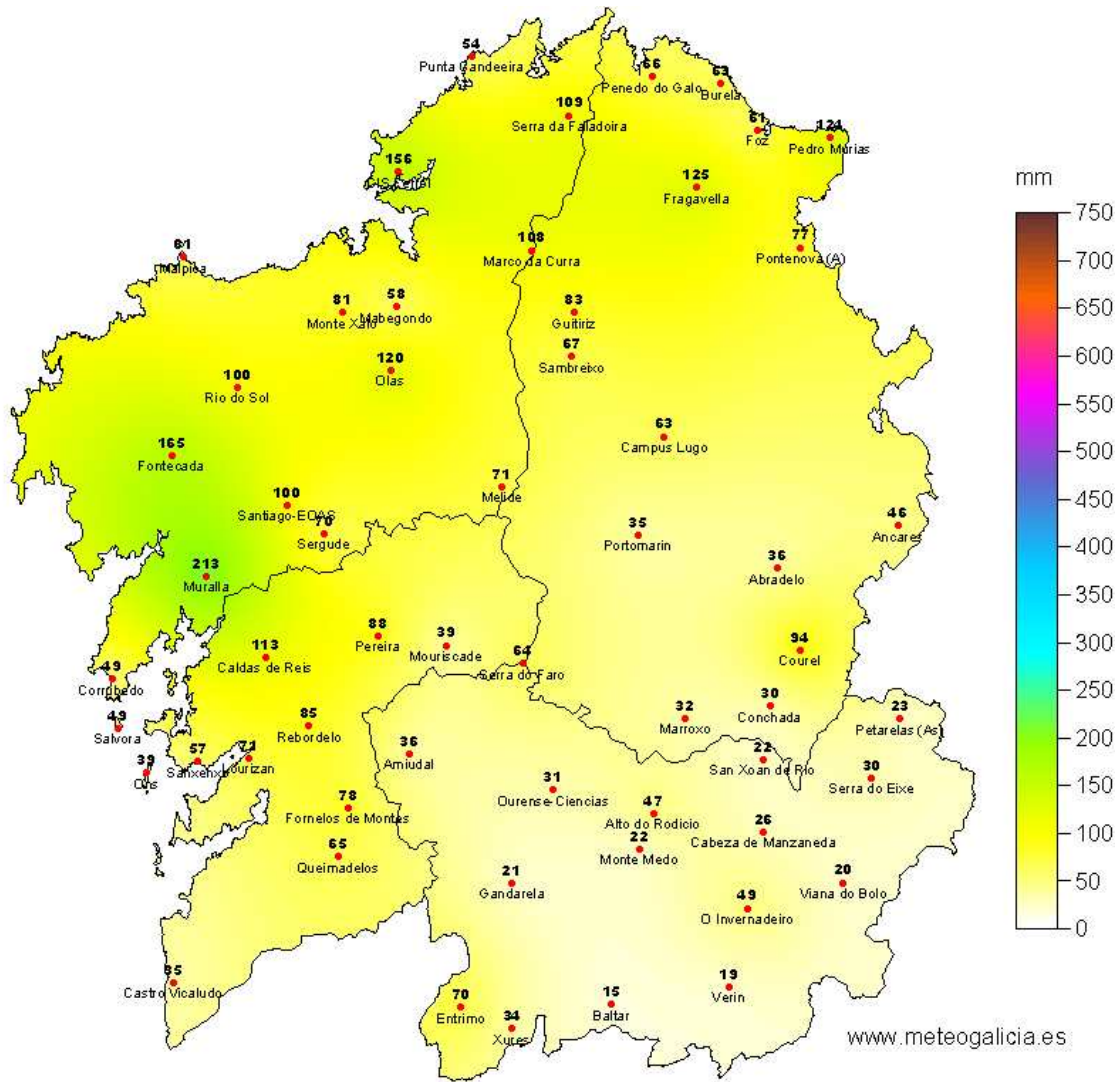 54
Punta Candeeira
66
Penedo do Galo
63
Burela
109
Serra da Faladoira
61
Foz
124
Pedro Murias
156
CIS Ferrol
125
Fragavella
mm
750
700
650
600
550
500
450
400
350
300
250
200
150
100
50
0
Malpica
108
Marco da Curra
77
Pontenova (A)
81
Monte Xalo
58
Mabegondo
83
Guitiriz
67
Sambreixo
120
Olas
100
Rio do Sol
63
Campus Lugo
165
Fontecada
71
Melide
100
Santiago-EOAS
70
Sergude
35
Portomarin
46
Ancares
36
Abradelo
213
Muralla
88
Pereira
39
Mouriscade
94
Courel
113
Caldas de Reis
64
Serra do Faro
49
Corrubedo
49
Salvora
85
Rebordelo
32
Marroxo
30
Conchada
23
Petarelas (As)
39
Ons
57
Sanxenxo
Lourizan
36
Amiudal
22
San Xoan de Rio
30
Serra do Eixe
31
Ourense-Ciencias
78
Fornelos de Montes
47
Alto do Rodicio
26
Cabeza de Manzaneda
65
Queimadelos
22
Monte Medo
21
Gandarela
20
Viana do Bolo
49
O Invernadeiro
Castro Vicaludo
19
Verin
70
Entrimo
15
Baltar
34
Xures
www.meteogalicia.es